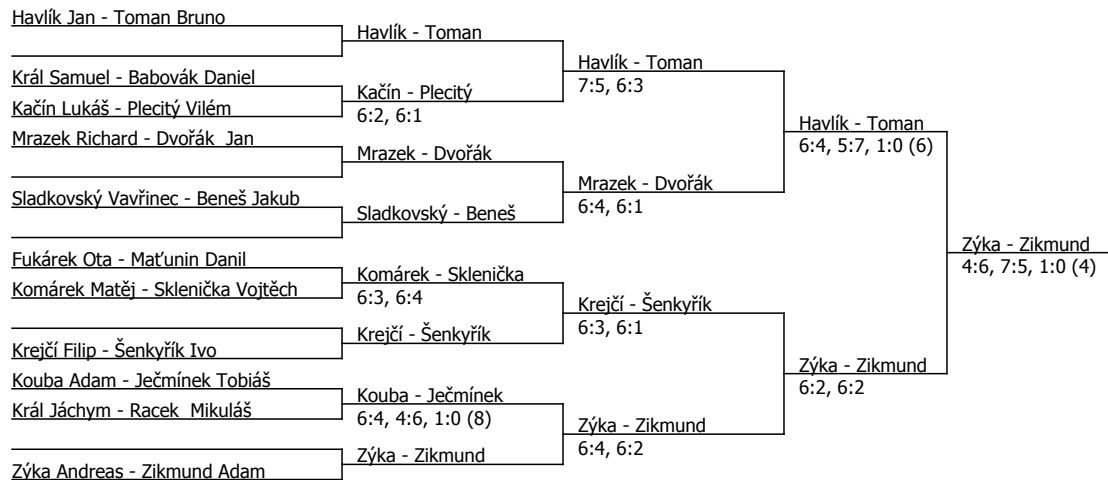 Havlík Jan - Toman Bruno
Král Samuel - Babovák Daniel
Kačín Lukáš - Plecitý Vilém
Mrazek Richard - Dvořák  Jan
Sladkovský Vavřinec - Beneš Jakub
Fukárek Ota - Maťunin Danil
Komárek Matěj - Sklenička Vojtěch
Krejčí Filip - Šenkyřík Ivo
Kouba Adam - Ječmínek Tobiáš
Král Jáchym - Racek  Mikuláš
Zýka Andreas - Zikmund Adam
Havlík - Toman
Kačín - Plecitý
6:2, 6:1
Mrazek - Dvořák
Sladkovský - Beneš
Komárek - Sklenička
6:3, 6:4
Krejčí - Šenkyřík
Kouba - Ječmínek
6:4, 4:6, 1:0 (8)
Zýka - Zikmund
Havlík - Toman
7:5, 6:3
Mrazek - Dvořák
6:4, 6:1
Krejčí - Šenkyřík
6:3, 6:1
Zýka - Zikmund
6:4, 6:2
Havlík - Toman
6:4, 5:7, 1:0 (6)
Zýka - Zikmund
6:2, 6:2
Zýka - Zikmund
4:6, 7:5, 1:0 (4)